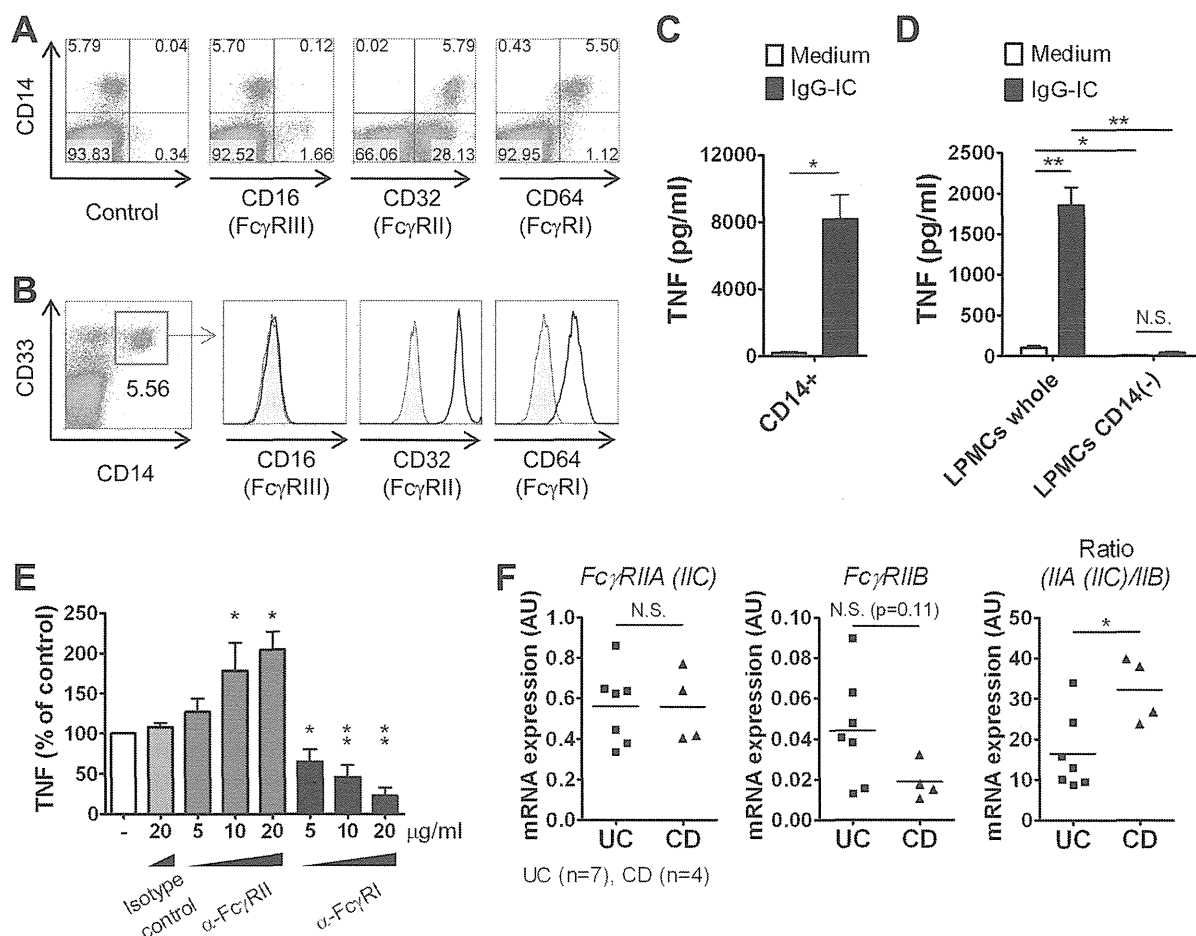 A
CD14
5.79 0.04
93.83 0.34
Control
5.70 0.12
92.52 1.66
CD16
(FcγRIII)
0.02 5.79
66.06 28.13
CD32
(FcγRII)
0.43 5.50
92.95 1.12
CD64
(FcγRI)
B
CD33
5.56
CD14
CD16
(FcγRIII)
CD32
(FcγRII)
CD64
(FcγRI)
C
Medium
IgG-IC
TNF (pg/ml)
12000
8000
4000
0
*
CD14+
D
Medium
IgG-IC
TNF (pg/ml)
2500
2000
1500
1000
500
0
**
*
**
N.S.
LPMCs whole
LPMCs CD14(-)
E
TNF (% of control)
250
200
150
100
50
0
* * * ** **
- 20 5 10 20 5 10 20 μg/ml
Isotype
control
α-FcγRII
α-FcγRI
F
FcγRIIA (IIC)
N.S.
mRNA expression (AU)
1.0
0.8
0.6
0.4
0.2
0.0
UC CD
UC (n=7), CD (n=4)
FcγRIIB
N.S. (p=0.11)
mRNA expression (AU)
0.10
0.08
0.06
0.04
0.02
0.00
UC CD
Ratio
(IIA (IIC)/IIB)
*
mRNA expression (AU)
50
40
30
20
10
0
UC CD